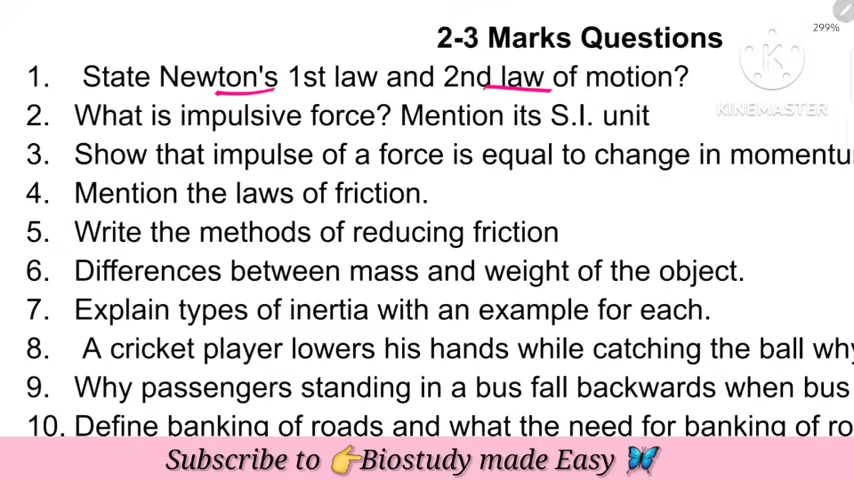 299%
2-3 Marks Questions
KINEMASTER
1. State Newton's 1st law and 2nd law of motion?
2. What is impulsive force? Mention its S.I. unit
3. Show that impulse of a force is equal to change in momentu
4. Mention the laws of friction.
5. Write the methods of reducing friction
6. Differences between mass and weight of the object.
7. Explain types of inertia with an example for each.
8. A cricket player lowers his hands while catching the ball why
9. Why passengers standing in a bus fall backwards when bus
10. Define banking of roads and what the need for banking of ro
Subscribe to 👉Biostudy made Easy 🦋